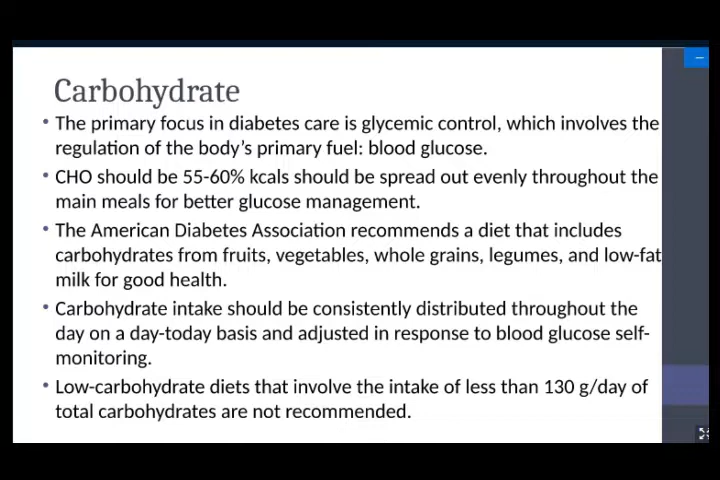 Carbohydrate
• The primary focus in diabetes care is glycemic control, which involves the
regulation of the body’s primary fuel: blood glucose.
• CHO should be 55-60% kcals should be spread out evenly throughout the
main meals for better glucose management.
• The American Diabetes Association recommends a diet that includes
carbohydrates from fruits, vegetables, whole grains, legumes, and low-fat
milk for good health.
• Carbohydrate intake should be consistently distributed throughout the
day on a day-today basis and adjusted in response to blood glucose self-
monitoring.
• Low-carbohydrate diets that involve the intake of less than 130 g/day of
total carbohydrates are not recommended.